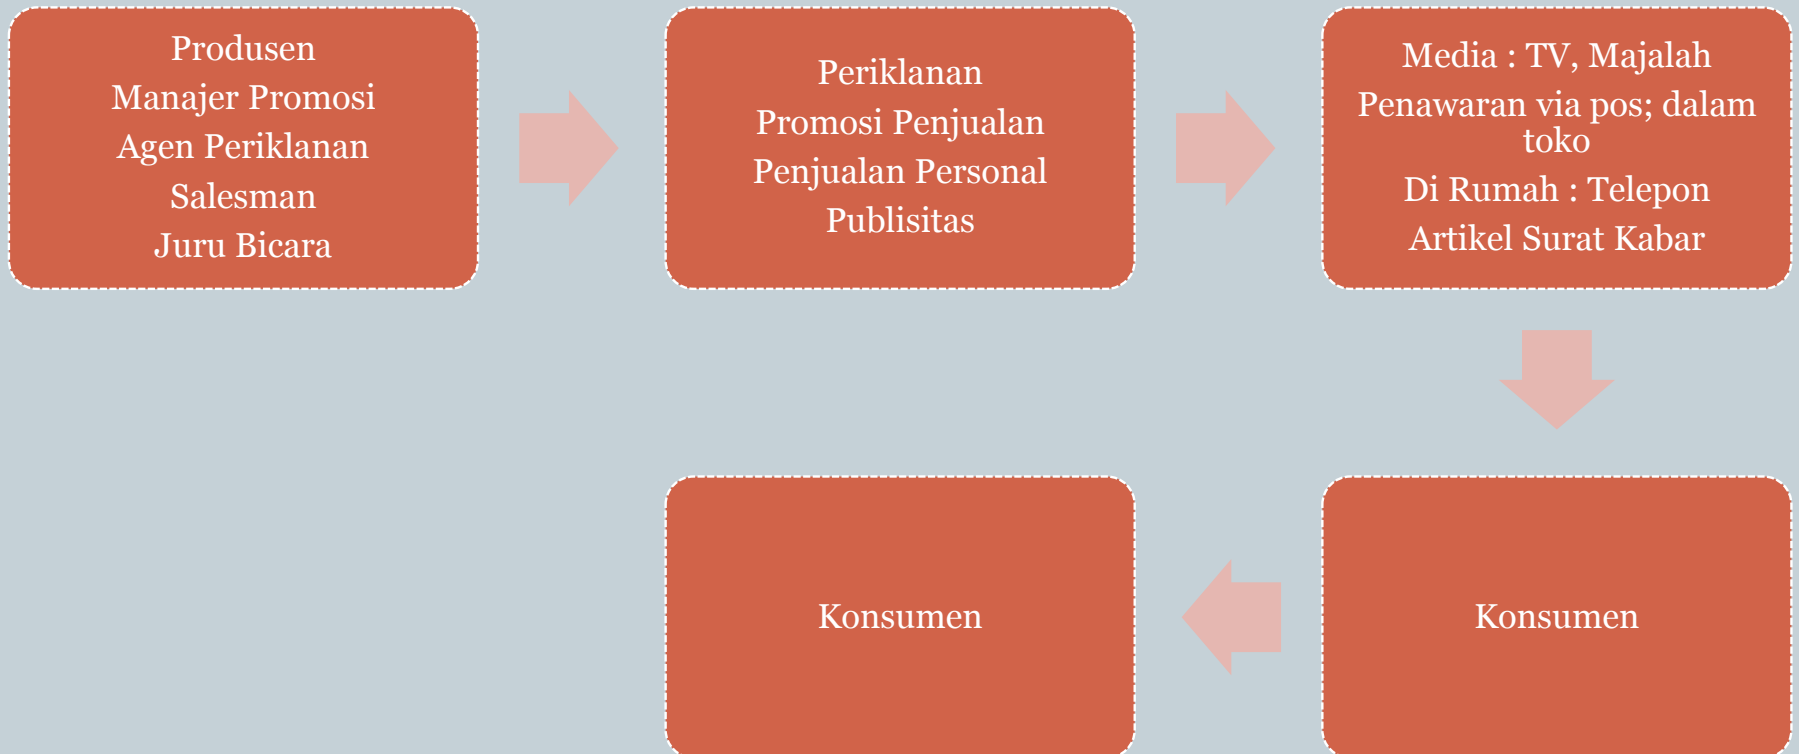 Produsen
Manajer Promosi
Agen Periklanan
Salesman
Juru Bicara
Periklanan
Promosi Penjualan
Penjualan Personal
Publisitas
Media : TV, Majalah
Penawaran via pos; dalam
toko
Di Rumah : Telepon
Artikel Surat Kabar
Konsumen
Konsumen